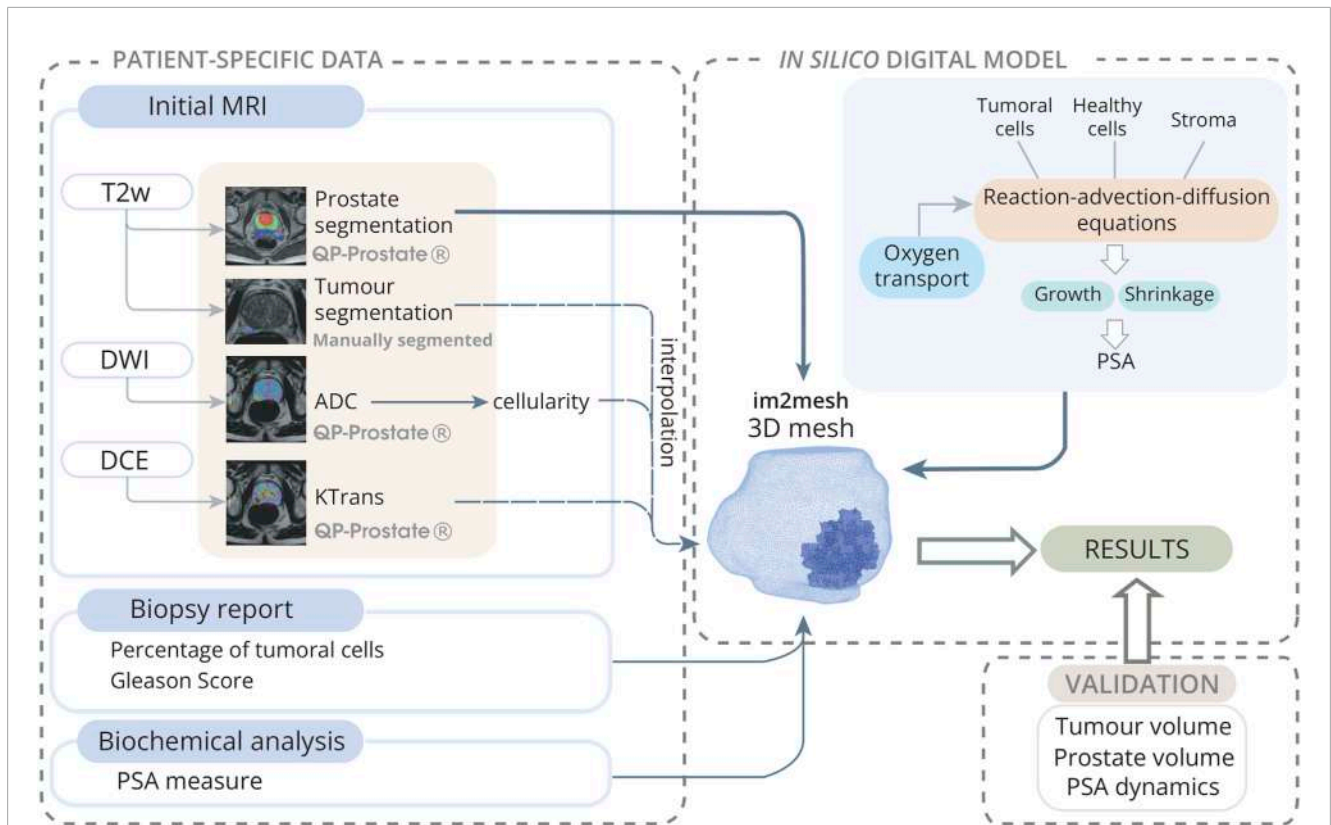 PATIENT-SPECIFIC DATA
Initial MRI
T2w
Prostate
segmentation
QP-Prostate®
Tumour
segmentation
Manually segmented
DWI
ADC
QP-Prostate®
cellularity
DCE
KTrans
QP-Prostate®
interpolation
Biopsy report
Percentage of tumoral cells
Gleason Score
Biochemical analysis
PSA measure
IN SILICO DIGITAL MODEL
Tumoral
cells
Healthy
cells
Stroma
Reaction-advection-diffusion
equations
Oxygen
transport
Growth
Shrinkage
PSA
im2mesh
3D mesh
RESULTS
VALIDATION
Tumour volume
Prostate volume
PSA dynamics